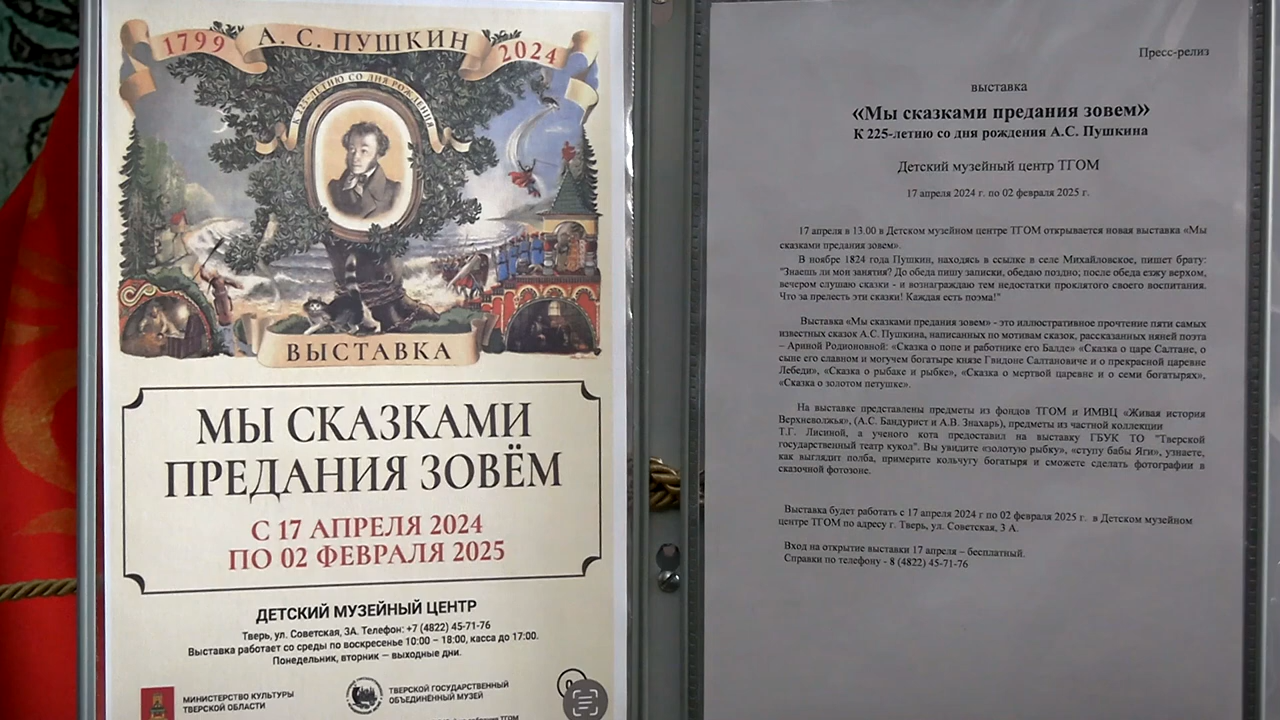 1799 А. С. ПУШКИН 2024
К 225-ЛЕТИЮ СО ДНЯ РОЖДЕНИЯ
ВЫСТАВКА
МЫ СКАЗКАМИ
ПРЕДАНИЯ ЗОВЁМ
С 17 АПРЕЛЯ 2024
ПО 02 ФЕВРАЛЯ 2025
ДЕТСКИЙ МУЗЕЙНЫЙ ЦЕНТР
Тверь, ул. Советская, 3А. Телефон: +7 (4822) 45-71-76
Выставка работает со среды по воскресенье 10:00 – 18:00, касса до 17:00.
Понедельник, вторник — выходные дни.
МИНИСТЕРСТВО КУЛЬТУРЫ
ТВЕРСКОЙ ОБЛАСТИ
ТВЕРСКОЙ ГОСУДАРСТВЕННЫЙ
ОБЪЕДИНЁННЫЙ МУЗЕЙ
Пресс-релиз
выставка
«Мы сказками предания зовем»
К 225-летию со дня рождения А.С. Пушкина
Детский музейный центр ТГОМ
17 апреля 2024 г. по 02 февраля 2025 г.
17 апреля в 13.00 в Детском музейном центре ТГОМ открывается новая выставка «Мы
сказками предания зовем».
В ноябре 1824 года Пушкин, находясь в ссылке в селе Михайловское, пишет брату:
"Знаешь ли мои занятия? До обеда пишу записки, обедаю поздно; после обеда езжу верхом,
вечером слушаю сказки - и вознаграждаю тем недостатки проклятого своего воспитания.
Что за прелесть эти сказки! Каждая есть поэма!"
Выставка «Мы сказками предания зовем» - это иллюстративное прочтение пяти самых
известных сказок А.С. Пушкина, написанных по мотивам сказок, рассказанных няней поэта
– Ариной Родионовной: «Сказка о попе и работнике его Балде» «Сказка о царе Салтане, о
сыне его славном и могучем богатыре князе Гвидоне Салтановиче и о прекрасной царевне
Лебеди», «Сказка о рыбаке и рыбке», «Сказка о мертвой царевне и о семи богатырях»,
«Сказка о золотом петушке».
На выставке представлены предметы из фондов ТГОМ и ИМВЦ «Живая история
Верхневолжья», (А.С. Бандурист и А.В. Знахарь), предметы из частной коллекции
Т.Г. Лисиной, а ученого кота предоставил на выставку ГБУК ТО "Тверской
государственный театр кукол". Вы увидите «золотую рыбку», «ступу бабы Яги», узнаете,
как выглядит полба, примерите кольчугу богатыря и сможете сделать фотографии в
сказочной фотозоне.
Выставка будет работать с 17 апреля 2024 г по 02 февраля 2025 г. в Детском музейном
центре ТГОМ по адресу г. Тверь, ул. Советская, 3 А.
Вход на открытие выставки 17 апреля – бесплатный.
Справки по телефону - 8 (4822) 45-71-76